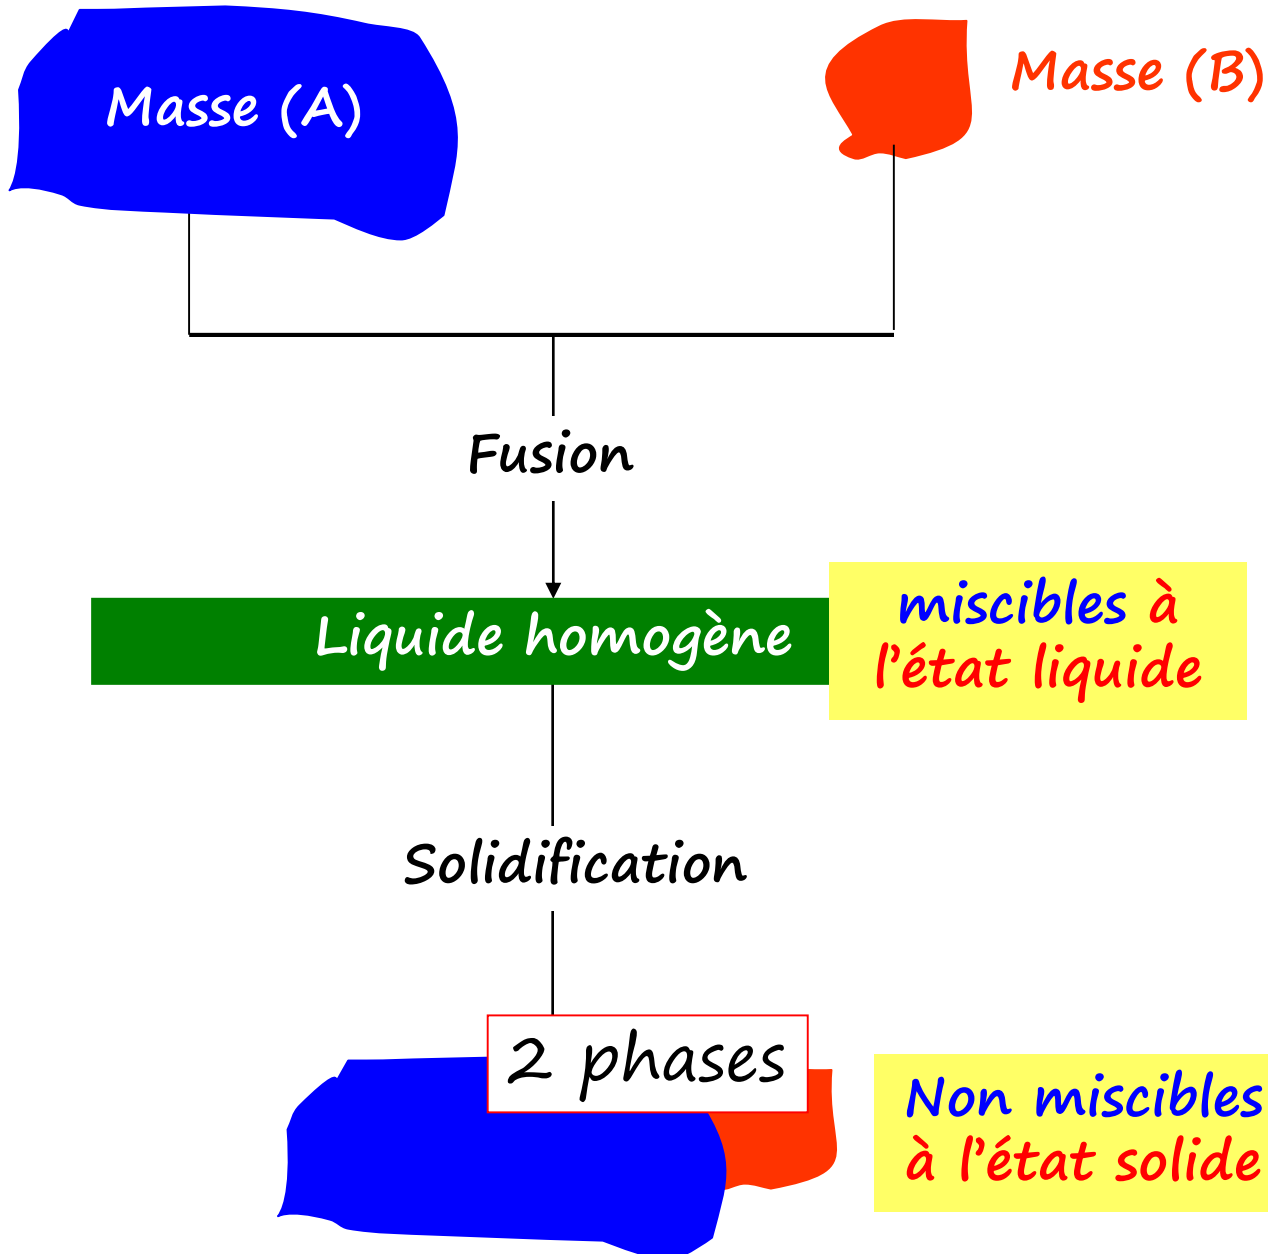 Masse (A)
Masse (B)
Fusion
Liquide homogène
miscibles à
l'état liquide
Solidification
2 phases
Non miscibles
à l'état solide